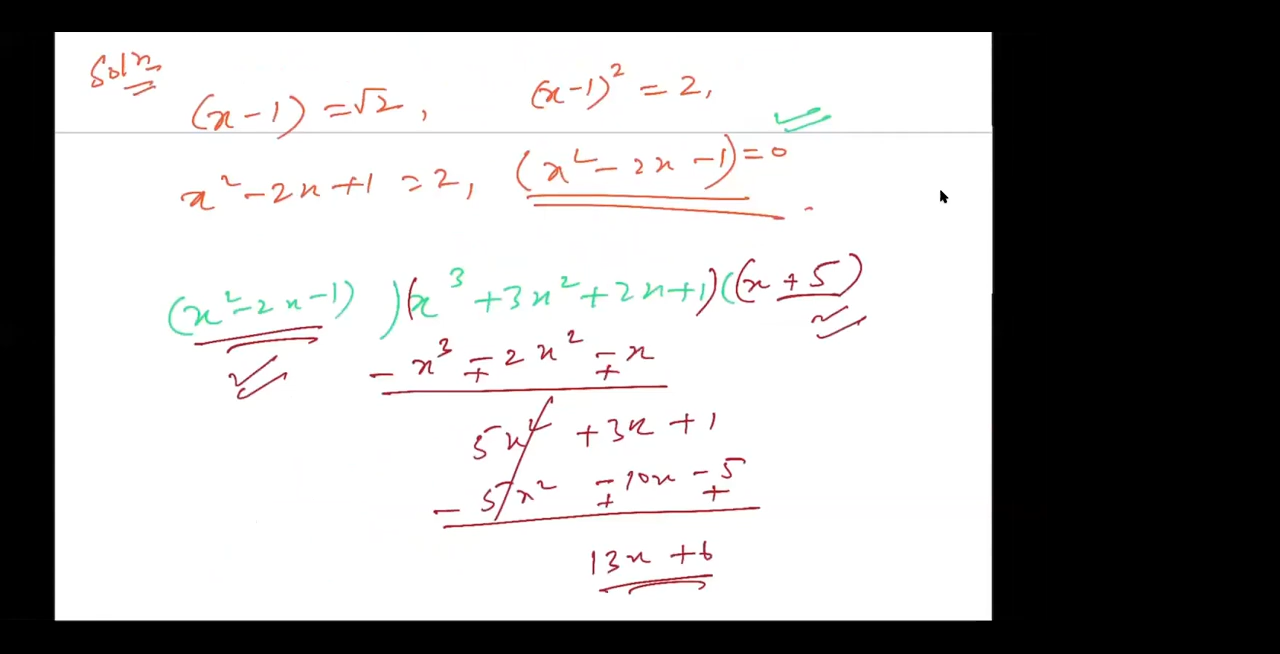 Soln
(x-1) = √2, (x-1)² = 2,
x² - 2x + 1 = 2, (x² - 2x - 1) = 0
(x² - 2x - 1) )(x³ + 3x² + 2x + 1)((x + 5)
- x³ ∓ 2x² ∓ x
5x² + 3x + 1
- 5x² ∓ 10x ∓ 5
13x + 6